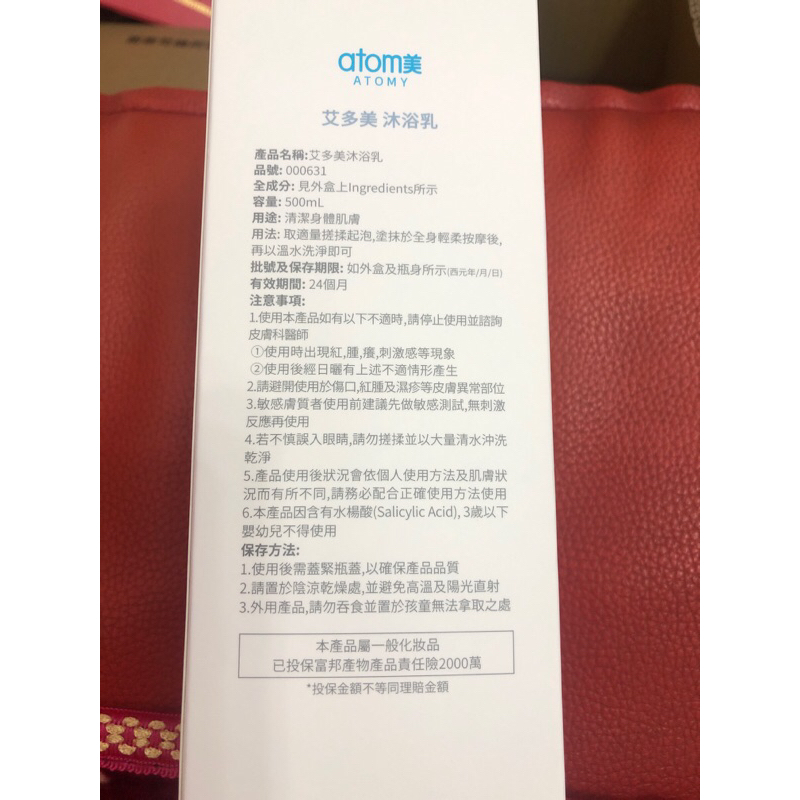 atom美
ATOMY
艾多美 沐浴乳
產品名稱:艾多美沐浴乳
品號: 000631
全成分: 見外盒上Ingredients所示
容量: 500mL
用途: 清潔身體肌膚
用法: 取適量搓揉起泡,塗抹於全身輕柔按摩後,
再以溫水洗淨即可
批號及保存期限: 如外盒及瓶身所示(西元年/月/日)
有效期間: 24個月
注意事項:
1.使用本產品如有以下不適時,請停止使用並諮詢
皮膚科醫師
①使用時出現紅,腫,癢,刺激感等現象
②使用後經日曬有上述不適情形產生
2.請避開使用於傷口,紅腫及濕疹等皮膚異常部位
3.敏感膚質者使用前建議先做敏感測試,無刺激
反應再使用
4.若不慎誤入眼睛,請勿搓揉並以大量清水沖洗
乾淨
5.產品使用後狀況會依個人使用方法及肌膚狀
況而有所不同,請務必配合正確使用方法使用
6.本產品因含有水楊酸(Salicylic Acid), 3歲以下
嬰幼兒不得使用
保存方法:
1.使用後需蓋緊瓶蓋,以確保產品品質
2.請置於陰涼乾燥處,並避免高溫及陽光直射
3.外用產品,請勿吞食並置於孩童無法拿取之處
本產品屬一般化妝品
已投保富邦產物產品責任險2000萬
*投保金額不等同理賠金額